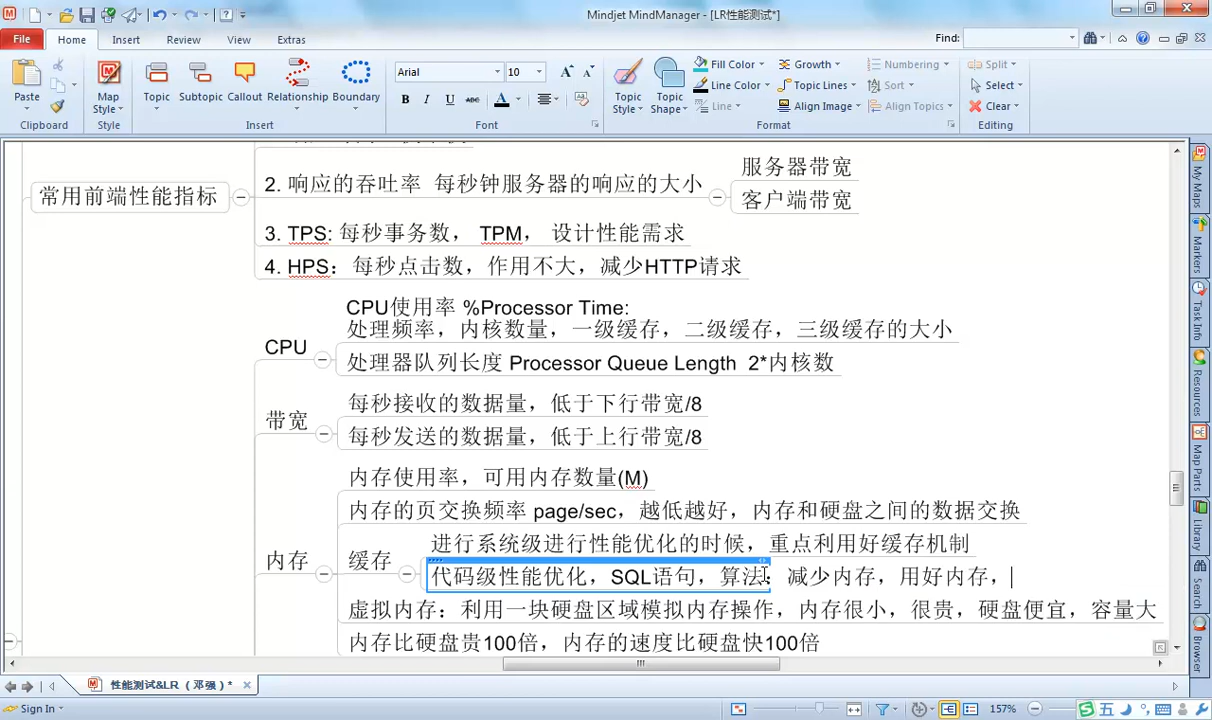 Mindjet MindManager - [LR性能测试*]
File
Home
Insert
Review
View
Extras
Find:
Paste
Map
Style
Topic
Subtopic
Callout
Relationship
Boundary
Arial
10
B I U abc A
Topic
Style
Topic
Shape
Fill Color
Line Color
Line
Growth
Topic Lines
Align Image
Numbering
Sort
Align Topics
Split
Select
Clear
Clipboard
Style
Insert
Font
Format
Editing
常用前端性能指标
2. 响应的吞吐率 每秒钟服务器的响应的大小
服务器带宽
客户端带宽
3. TPS: 每秒事务数， TPM， 设计性能需求
4. HPS：每秒点击数，作用不大，减少HTTP请求
CPU
CPU使用率 %Processor Time:
处理频率，内核数量，一级缓存，二级缓存，三级缓存的大小
处理器队列长度 Processor Queue Length 2*内核数
带宽
每秒接收的数据量，低于下行带宽/8
每秒发送的数据量，低于上行带宽/8
内存
内存使用率，可用内存数量(M)
内存的页交换频率 page/sec，越低越好，内存和硬盘之间的数据交换
缓存
进行系统级进行性能优化的时候，重点利用好缓存机制
代码级性能优化，SQL语句，算法：减少内存，用好内存，
虚拟内存：利用一块硬盘区域模拟内存操作，内存很小，很贵，硬盘便宜，容量大
内存比硬盘贵100倍，内存的速度比硬盘快100倍
My Maps
Markers
Task Info
Resources
Map Parts
Library
Search
Browser
性能测试&LR （邓强）*
Sign In
157%
五